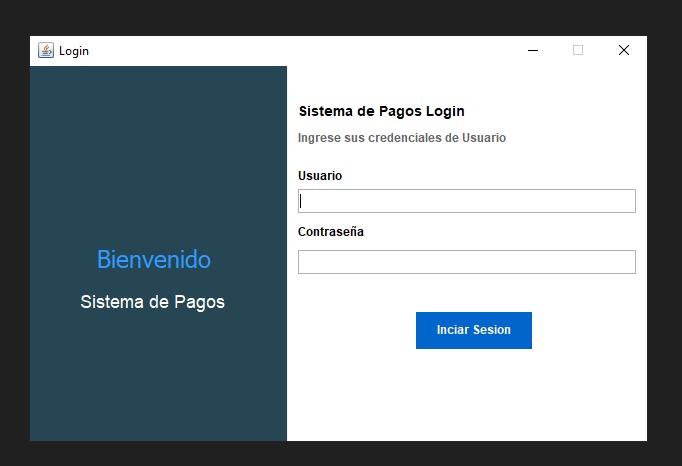 Login
Bienvenido
Sistema de Pagos
Sistema de Pagos Login
Ingrese sus credenciales de Usuario
Usuario
Contraseña
Inciar Sesion